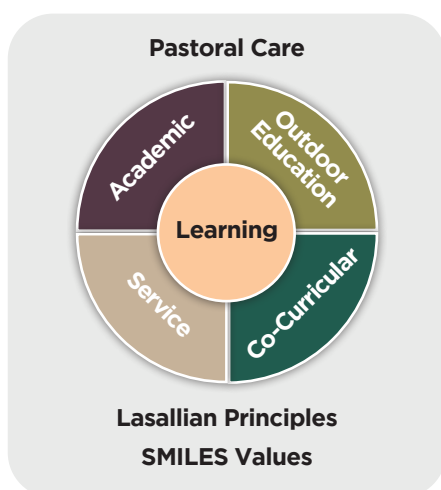 Pastoral Care
Academic
Outdoor
Education
Learning
Service
Co-Curricular
Lasallian Principles
SMILES Values